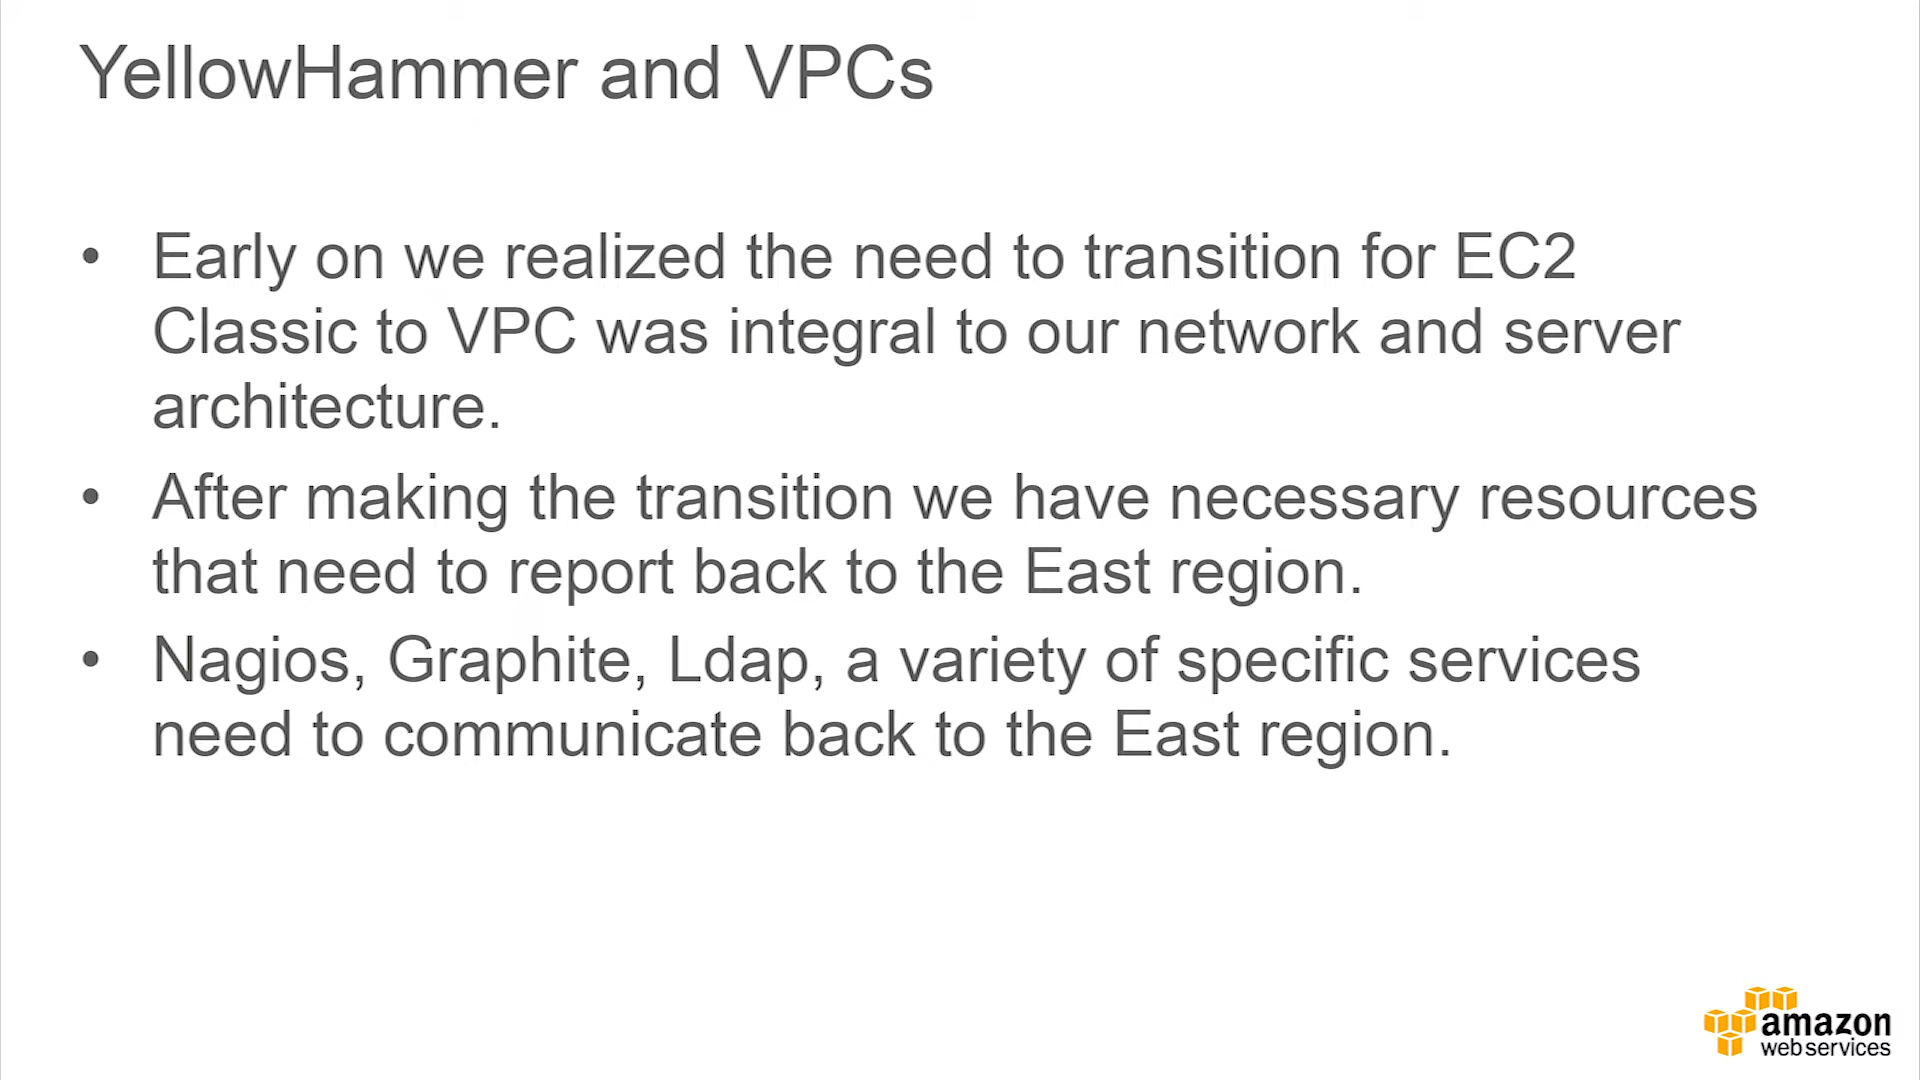 YellowHammer and VPCs
• Early on we realized the need to transition for EC2
Classic to VPC was integral to our network and server
architecture.
• After making the transition we have necessary resources
that need to report back to the East region.
• Nagios, Graphite, Ldap, a variety of specific services
need to communicate back to the East region.
amazon
web services